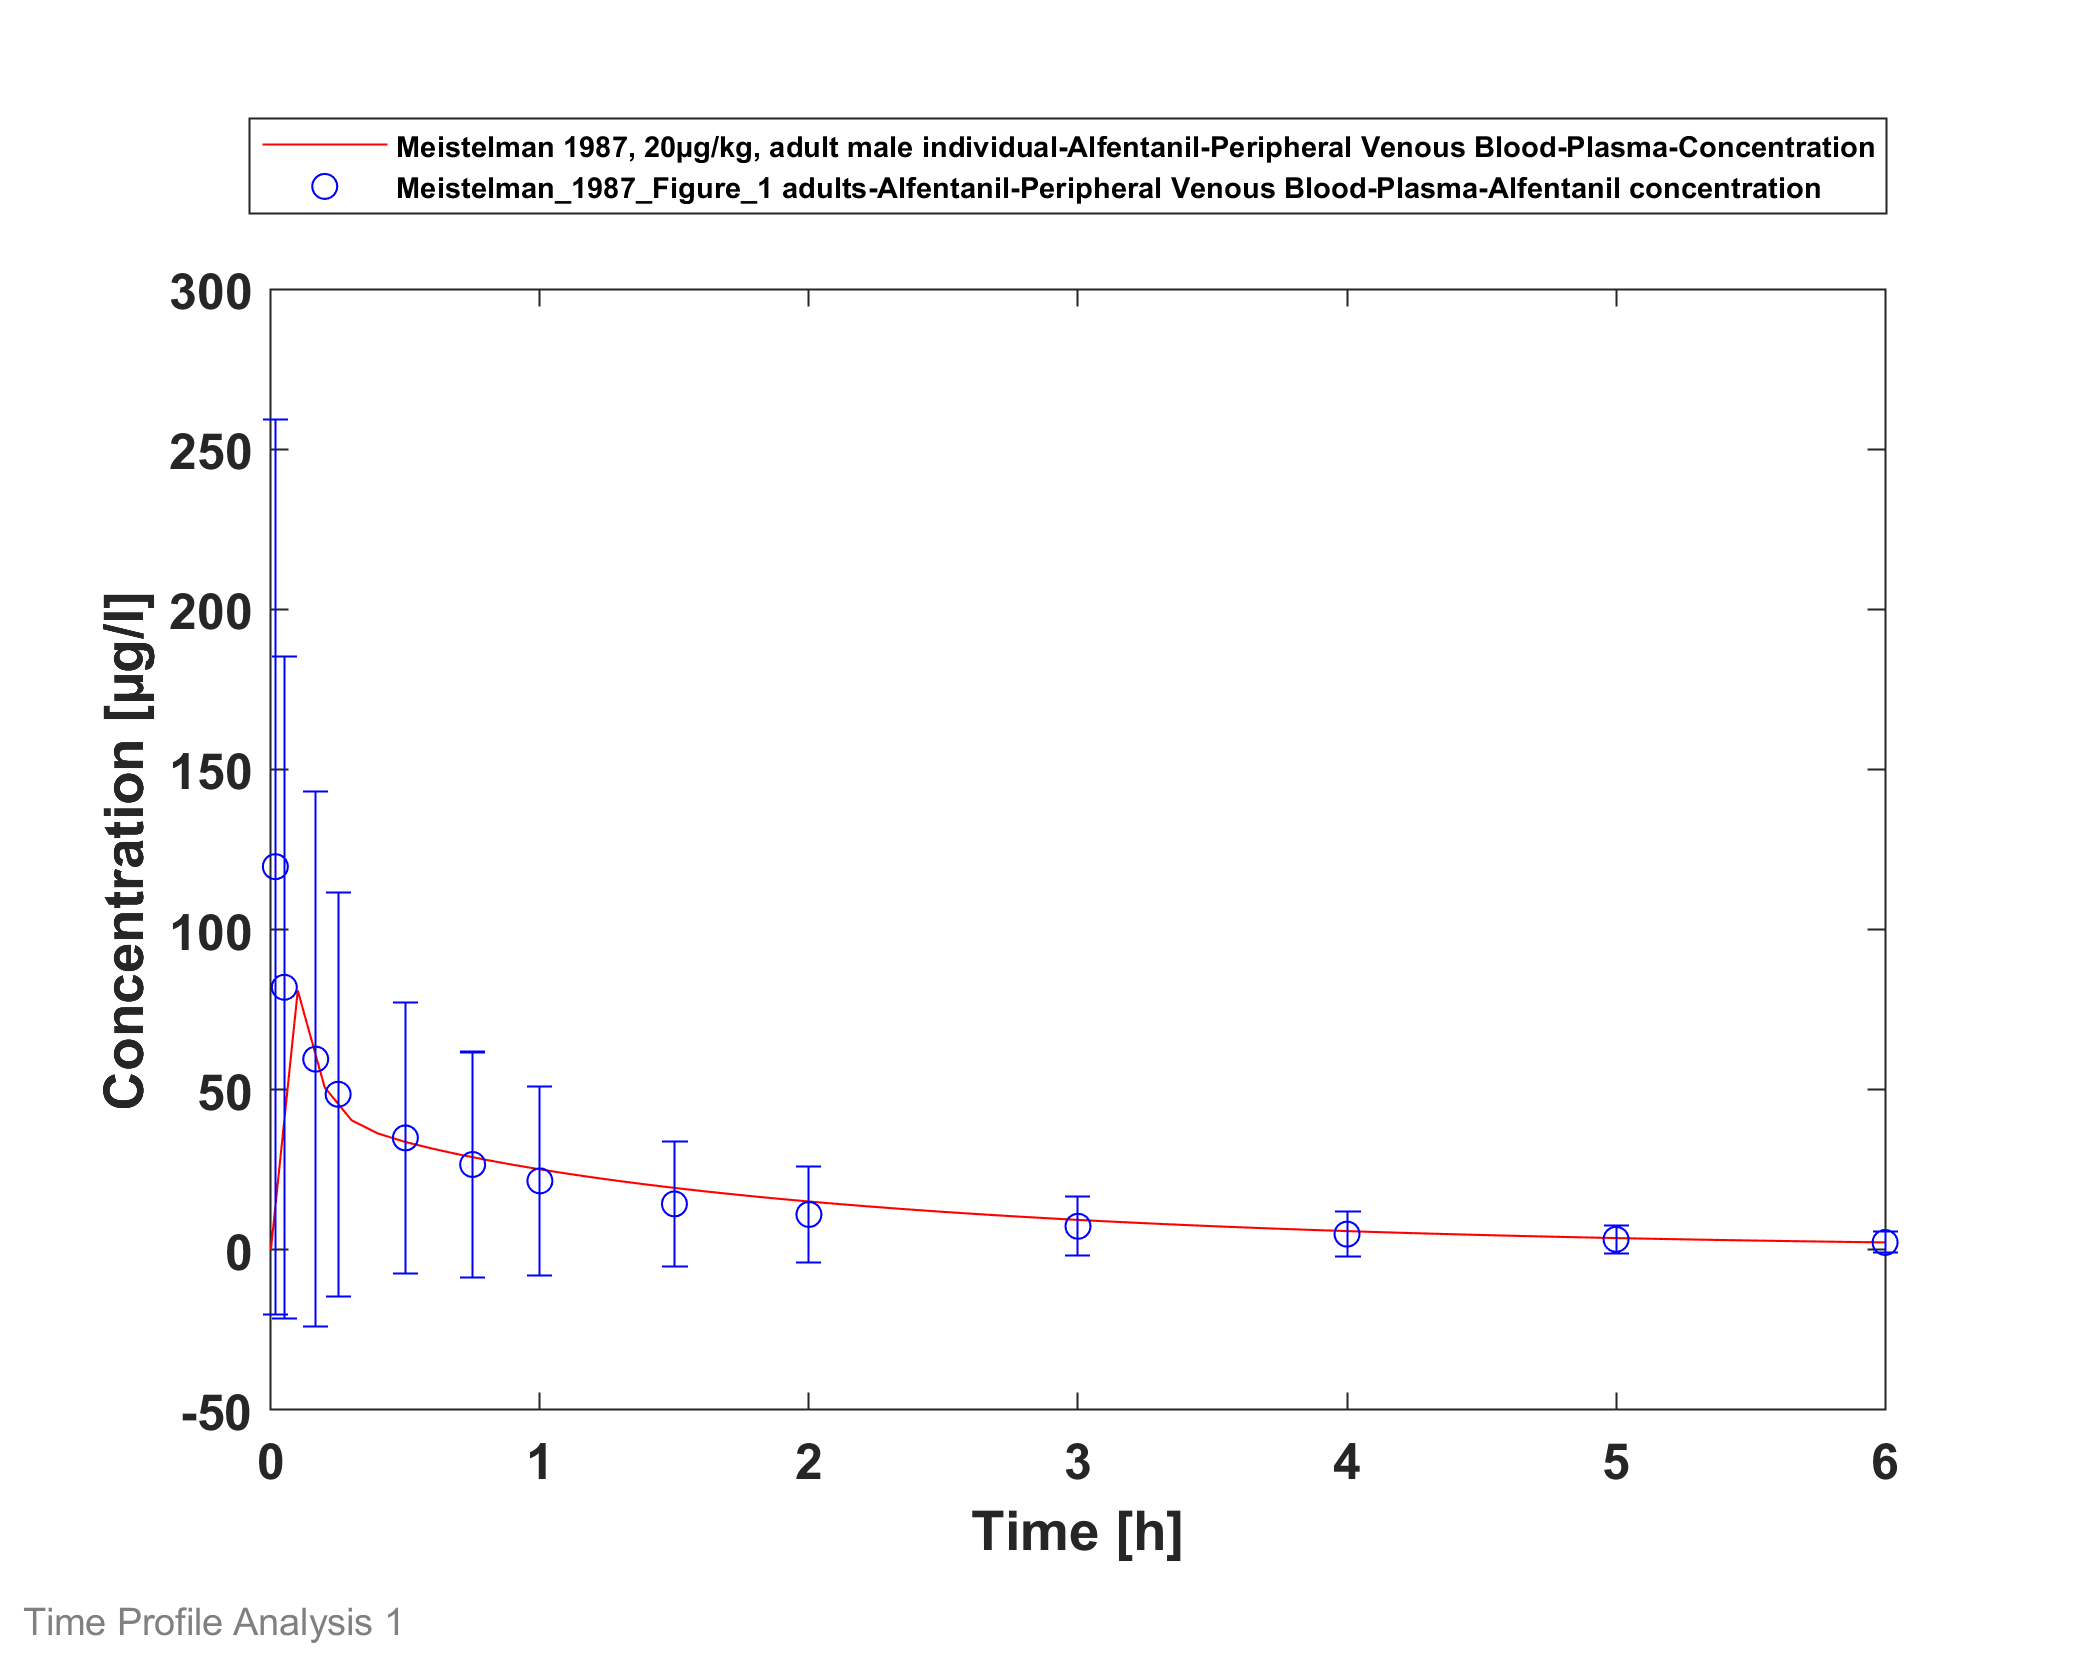 Meistelman 1987, 20µg/kg, adult male individual-Alfentanil-Peripheral Venous Blood-Plasma-Concentration
Meistelman_1987_Figure_1 adults-Alfentanil-Peripheral Venous Blood-Plasma-Alfentanil concentration
300
250
200
150
100
50
0
-50
Concentration [µg/l]
0 1 2 3 4 5 6
Time [h]
Time Profile Analysis 1